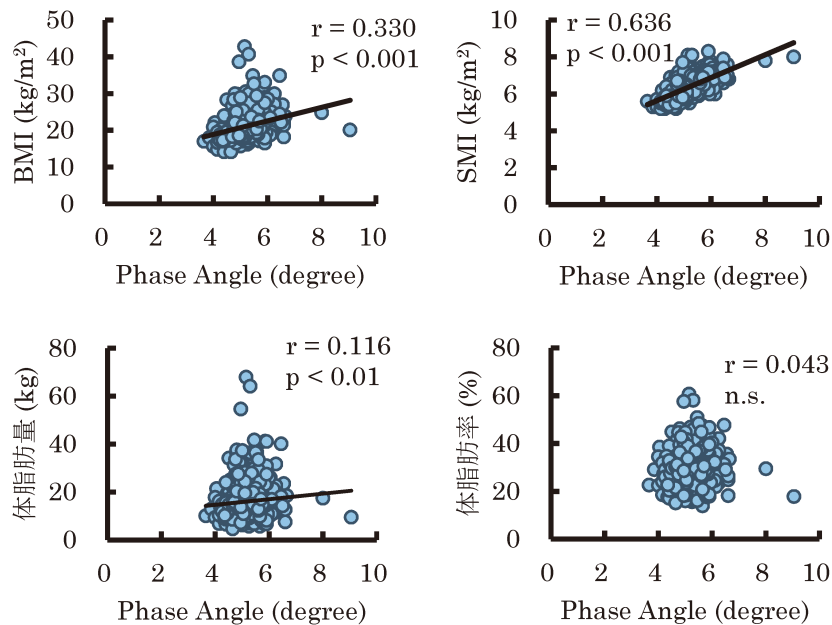 BMI (kg/m²)
50
40
30
20
10
0
r = 0.330
p < 0.001
0 2 4 6 8 10
Phase Angle (degree)
SMI (kg/m²)
10
8
6
4
2
0
r = 0.636
p < 0.001
0 2 4 6 8 10
Phase Angle (degree)
体脂肪量 (kg)
80
60
40
20
0
r = 0.116
p < 0.01
0 2 4 6 8 10
Phase Angle (degree)
体脂肪率 (%)
80
60
40
20
0
r = 0.043
n.s.
0 2 4 6 8 10
Phase Angle (degree)